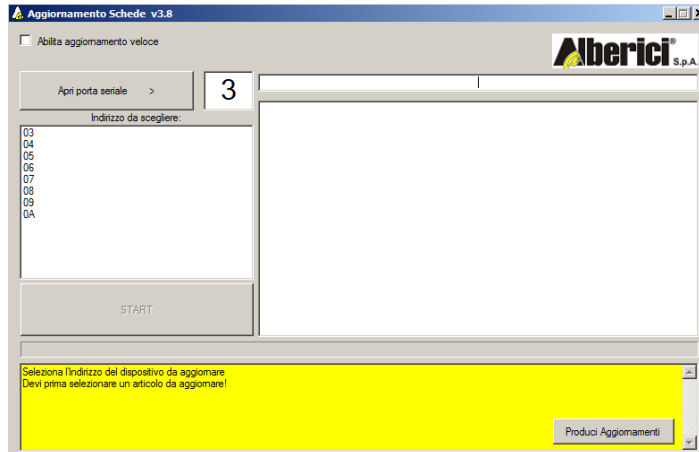 Aggiornamento Schede v3.8
Abilita aggiornamento veloce
Alberici® S.p.A.
Apri porta seriale >
3
Indirizzo da scegliere:
03
04
05
06
07
08
09
0A
START
Seleziona l'indirizzo del dispositivo da aggiornare
Devi prima selezionare un articolo da aggiornare!
Produci Aggiornamenti